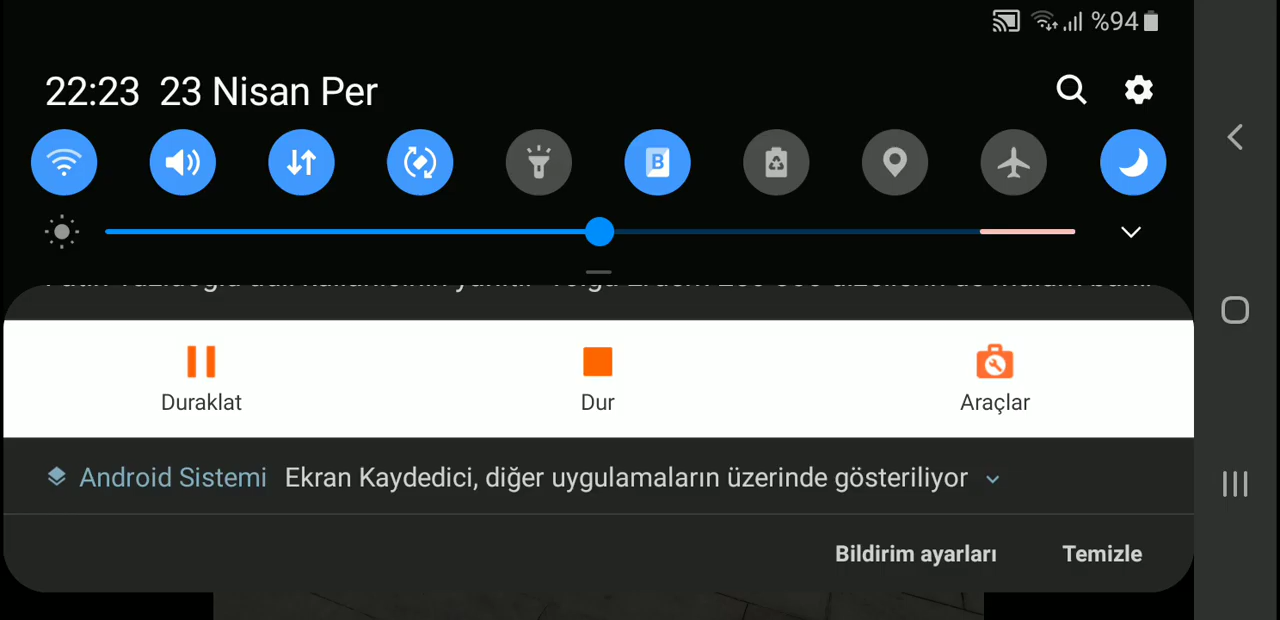 %94
22:23 23 Nisan Per
B
Duraklat
Dur
Araçlar
Android Sistemi Ekran Kaydedici, diğer uygulamaların üzerinde gösteriliyor
Bildirim ayarları
Temizle